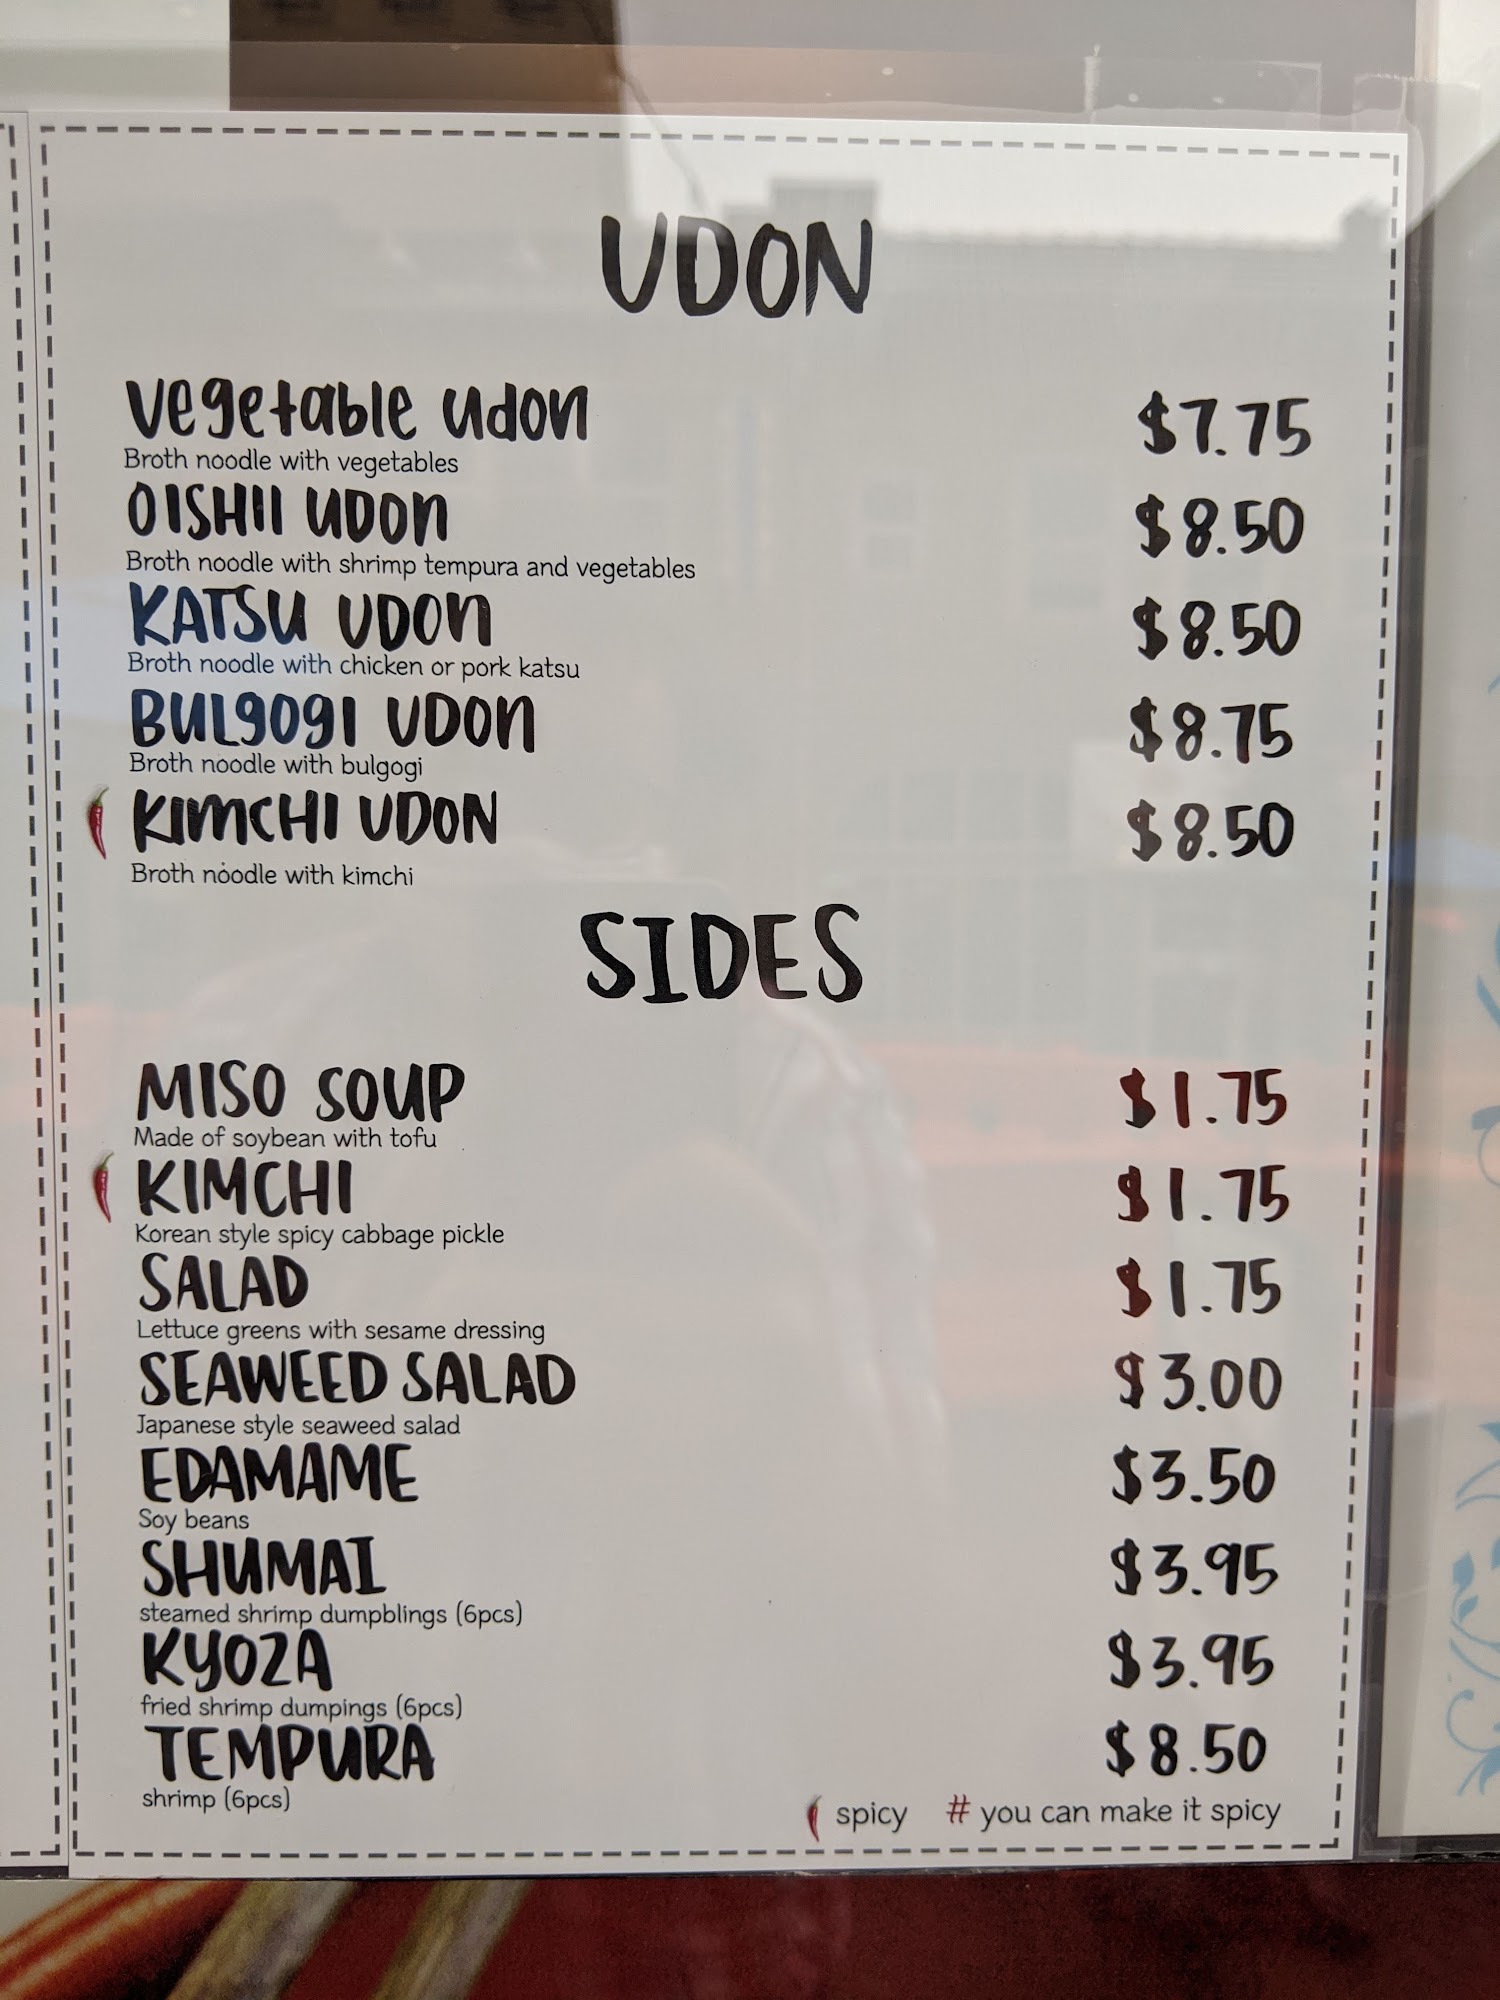 UDON
Vegetable udon $7.75
Broth noodle with vegetables
OISHII UDON $8.50
Broth noodle with shrimp tempura and vegetables
KATSU UDON $8.50
Broth noodle with chicken or pork katsu
BULGOGI UDON $8.75
Broth noodle with bulgogi
KIMCHI UDON $8.50
Broth noodle with kimchi
SIDES
MISO SOUP $1.75
Made of soybean with tofu
KIMCHI $1.75
Korean style spicy cabbage pickle
SALAD $1.75
Lettuce greens with sesame dressing
SEAWEED SALAD $3.00
Japanese style seaweed salad
EDAMAME $3.50
Soy beans
SHUMAI $3.95
steamed shrimp dumpblings (6pcs)
KYOZA $3.95
fried shrimp dumpings (6pcs)
TEMPURA $8.50
shrimp (6pcs)
spicy # you can make it spicy